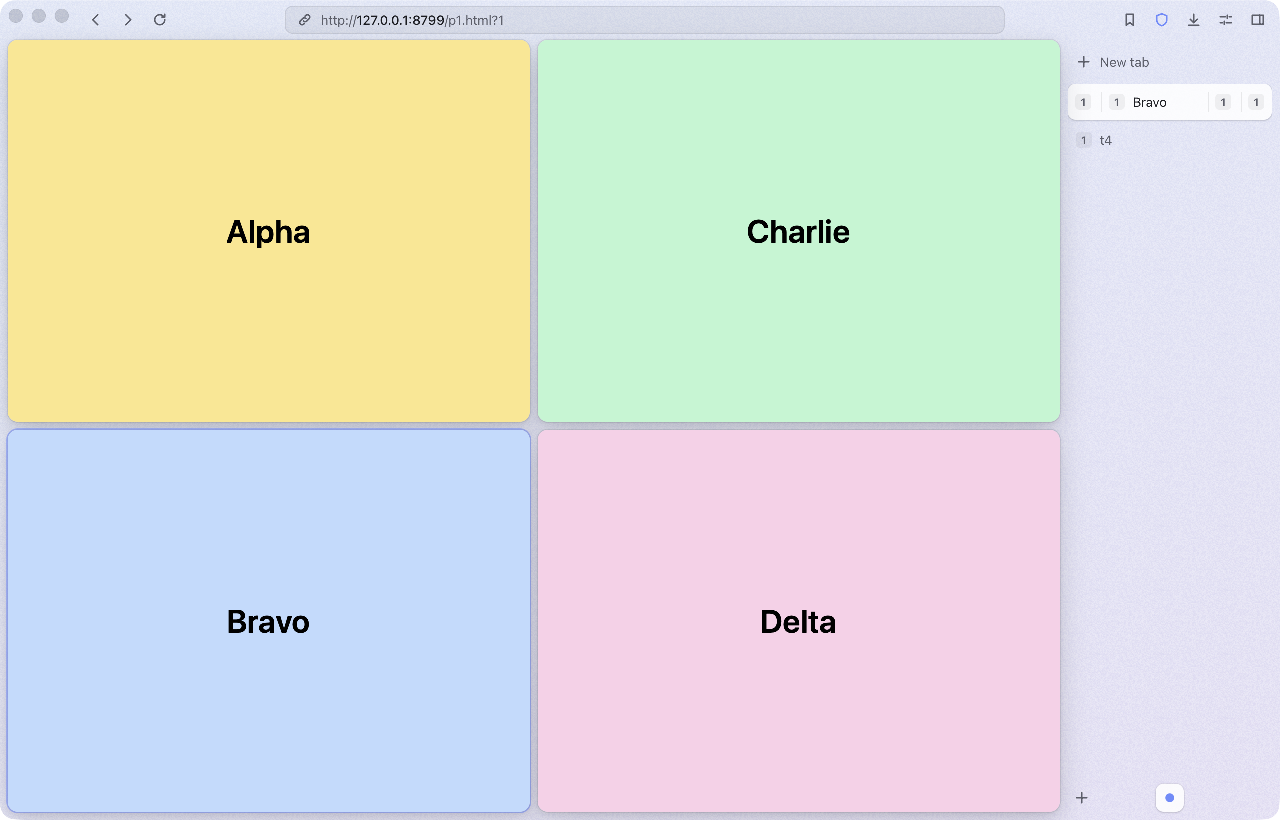 http://127.0.0.1:8799/p1.html?1
New tab
1 1 Bravo 1 1
1 t4
Alpha
Charlie
Bravo
Delta